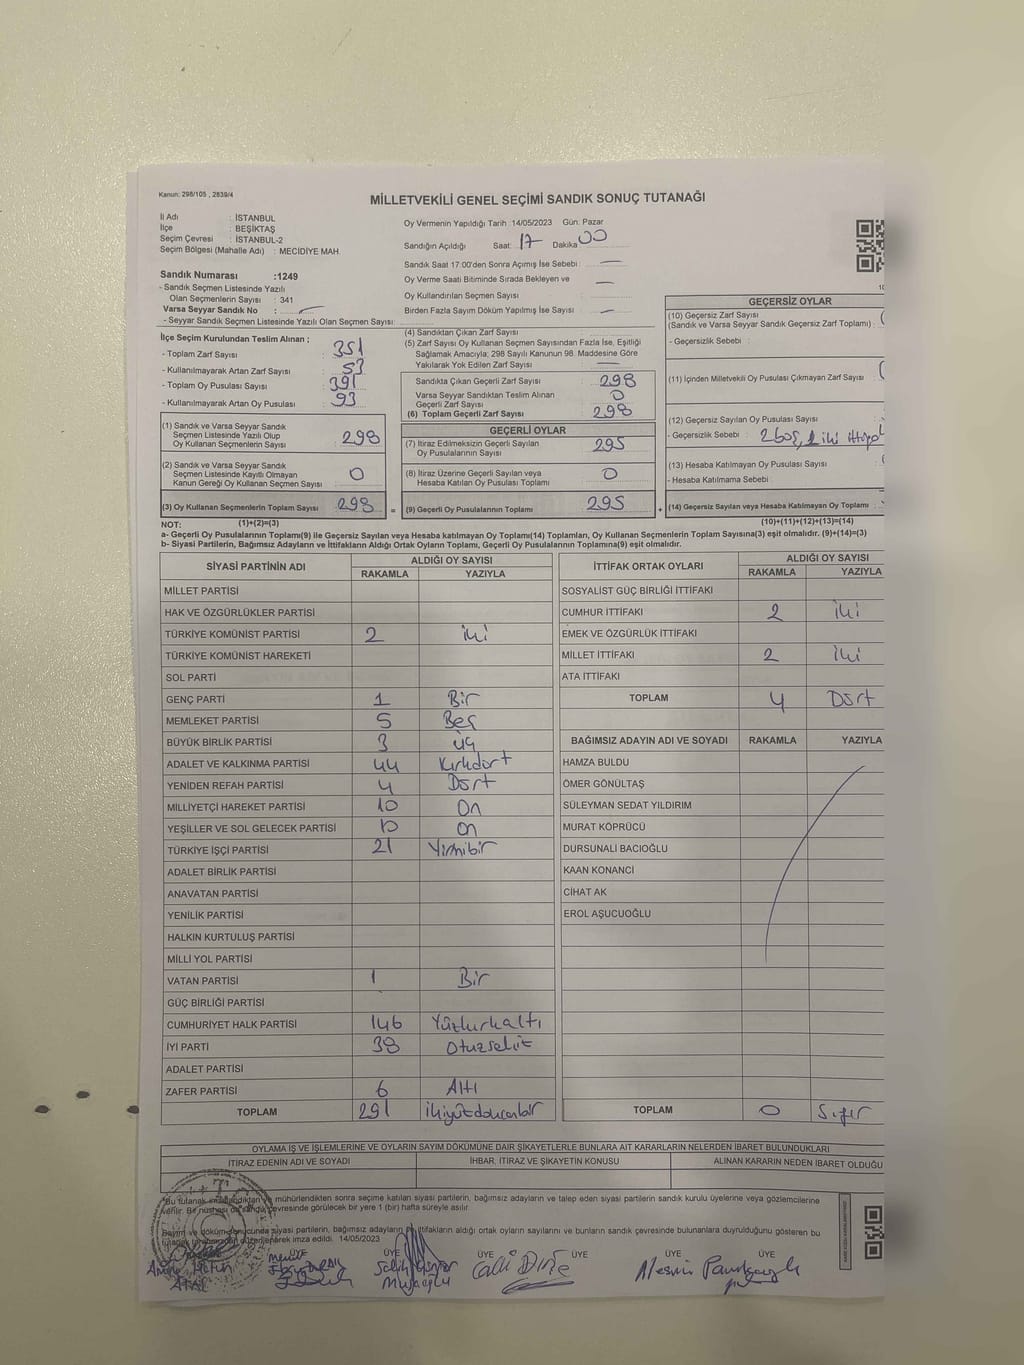 Kanun: 298/105 , 2839/4
MİLLETVEKİLİ GENEL SEÇİMİ SANDIK SONUÇ TUTANAĞI
İl Adı : İSTANBUL
İlçe : BEŞİKTAŞ
Seçim Çevresi : İSTANBUL-2
Seçim Bölgesi (Mahalle Adı) : MECİDİYE MAH.
Sandık Numarası :1249
- Sandık Seçmen Listesinde Yazılı
Olan Seçmenlerin Sayısı : 341
Varsa Seyyar Sandık No :
- Seyyar Sandık Seçmen Listesinde Yazılı Olan Seçmen Sayısı
Oy Vermenin Yapıldığı Tarih :14/05/2023 Gün: Pazar
Sandığın Açıldığı Saat: 17 Dakika 00
Sandık Saat 17:00'den Sonra Açılmış İse Sebebi :
Oy Verme Saati Bitiminde Sırada Bekleyen ve
Oy Kullandırılan Seçmen Sayısı
Birden Fazla Sayım Döküm Yapılmış İse Sayısı
İlçe Seçim Kurulundan Teslim Alınan ;
- Toplam Zarf Sayısı : 351
- Kullanılmayarak Artan Zarf Sayısı : 53
- Toplam Oy Pusulası Sayısı : 391
- Kullanılmayarak Artan Oy Pusulası : 93
(4) Sandıktan Çıkan Zarf Sayısı
(5) Zarf Sayısı Oy Kullanan Seçmen Sayısından Fazla İse, Eşitliği
Sağlamak Amacıyla; 298 Sayılı Kanunun 98. Maddesine Göre
Yakılarak Yok Edilen Zarf Sayısı
Sandıkta Çıkan Geçerli Zarf Sayısı : 298
Varsa Seyyar Sandıktan Teslim Alınan
Geçerli Zarf Sayısı : 0
(6) Toplam Geçerli Zarf Sayısı : 298
GEÇERLİ OYLAR
(7) İtiraz Edilmeksizin Geçerli Sayılan
Oy Pusulalarının Sayısı : 295
(8) İtiraz Üzerine Geçerli Sayılan veya
Hesaba Katılan Oy Pusulası Toplamı : 0
(9) Geçerli Oy Pusulalarının Toplamı : 295
(1) Sandık ve Varsa Seyyar Sandık
Seçmen Listesinde Yazılı Olup
Oy Kullanan Seçmenlerin Sayısı : 298
(2) Sandık ve Varsa Seyyar Sandık
Seçmen Listesinde Kayıtlı Olmayan
Kanun Gereği Oy Kullanan Seçmen Sayısı : 0
(3) Oy Kullanan Seçmenlerin Toplam Sayısı : 298 =
GEÇERSİZ OYLAR
(10) Geçersiz Zarf Sayısı
(Sandık ve Varsa Seyyar Sandık Geçersiz Zarf Toplamı) :
- Geçersizlik Sebebi :
(11) İçinden Milletvekili Oy Pusulası Çıkmayan Zarf Sayısı
(12) Geçersiz Sayılan Oy Pusulası Sayısı
- Geçersizlik Sebebi : 2 boş, 1 iki
(13) Hesaba Katılmayan Oy Pusulası Sayısı
- Hesaba Katılmama Sebebi
+ (14) Geçersiz Sayılan veya Hesaba Katılmayan Oy Toplamı
NOT: (1)+(2)=(3) (10)+(11)+(12)+(13)=(14)
a- Geçerli Oy Pusulalarının Toplamı(9) ile Geçersiz Sayılan veya Hesaba katılmayan Oy Toplamı(14) Toplamları, Oy Kullanan Seçmenlerin Toplam Sayısına(3) eşit olmalıdır. (9)+(14)=(3)
b- Siyasi Partilerin, Bağımsız Adayların ve İttifakların Aldığı Oy Ortak Oyların Toplamı, Geçerli Oy Pusulalarının Toplamına(9) eşit olmalıdır.
SİYASİ PARTİNİN ADI ALDIĞI OY SAYISI
RAKAMLA YAZIYLA
MİLLET PARTİSİ
HAK VE ÖZGÜRLÜKLER PARTİSİ
TÜRKİYE KOMÜNİST PARTİSİ 2 iki
TÜRKİYE KOMÜNİST HAREKETİ
SOL PARTİ
GENÇ PARTİ 1 Bir
MEMLEKET PARTİSİ 5 Beş
BÜYÜK BİRLİK PARTİSİ 3 üç
ADALET VE KALKINMA PARTİSİ 44 Kırkdört
YENİDEN REFAH PARTİSİ 4 Dört
MİLLİYETÇİ HAREKET PARTİSİ 10 On
YEŞİLLER VE SOL GELECEK PARTİSİ 10 On
TÜRKİYE İŞÇİ PARTİSİ 21 Yirmibir
ADALET BİRLİK PARTİSİ
ANAVATAN PARTİSİ
YENİLİK PARTİSİ
HALKIN KURTULUŞ PARTİSİ
MİLLİ YOL PARTİSİ
VATAN PARTİSİ 1 Bir
GÜÇ BİRLİĞİ PARTİSİ
CUMHURİYET HALK PARTİSİ 146 Yüzkırkaltı
İYİ PARTİ 38 Otuzsekiz
ADALET PARTİSİ
ZAFER PARTİSİ 6 Altı
TOPLAM 291 ikiyüzdoksanbir
İTTİFAK ORTAK OYLARI ALDIĞI OY SAYISI
RAKAMLA YAZIYLA
SOSYALİST GÜÇ BİRLİĞİ İTTİFAKI
CUMHUR İTTİFAKI 2 iki
EMEK VE ÖZGÜRLÜK İTTİFAKI
MİLLET İTTİFAKI 2 iki
ATA İTTİFAKI
TOPLAM 4 Dört
BAĞIMSIZ ADAYIN ADI VE SOYADI RAKAMLA YAZIYLA
HAMZA BULDU
ÖMER GÖNÜLTAŞ
SÜLEYMAN SEDAT YILDIRIM
MURAT KÖPRÜCÜ
DURSUNALİ BACIOĞLU
KAAN KONANCİ
CİHAT AK
EROL AŞUCUOĞLU
TOPLAM 0 Sıfır
OYLAMA İŞ VE İŞLEMLERİNE VE OYLARIN SAYIM DÖKÜMÜNE DAİR ŞİKAYETLERLE BUNLARA AİT KARARLARIN NELERDEN İBARET BULUNDUKLARI
İTİRAZ EDENİN ADI VE SOYADI İHBAR, İTİRAZ VE ŞİKAYETİN KONUSU ALINAN KARARIN NEDEN İBARET OLDUĞU
mühürlendikten sonra seçime katılan siyasi partilerin, bağımsız adayların ve talep eden siyasi partilerin sandık kurulu üyelerine veya gözlemcilerine
çevresinde görülecek bir yere 1 (bir) hafta süreyle asılır.
siyasi partilerin, bağımsız adayların ittifakların aldığı ortak oyların sayılarını ve bunların sandık çevresinde bulunanlara duyrulduğunu gösteren bu
imza edildi. 14/05/2023
ÜYE ÜYE ÜYE ÜYE ÜYE ÜYE